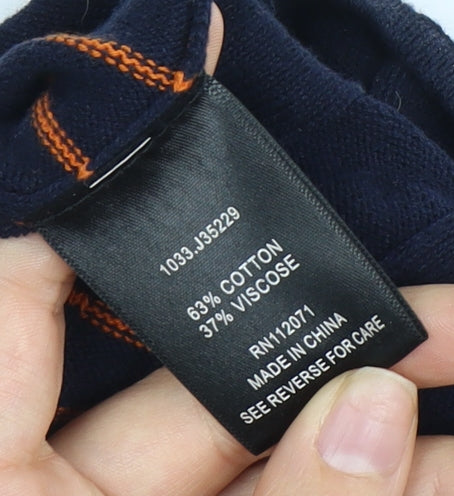 1033.J35229
63% COTTON
37% VISCOSE
RN112071
MADE IN CHINA
SEE REVERSE FOR CARE